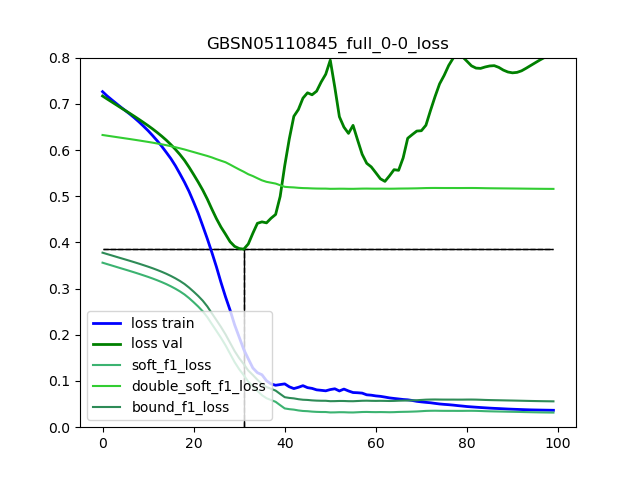 GBSN05110845_full_0-0_loss
0.8
0.7
0.6
0.5
0.4
0.3
0.2
0.1
0.0
loss train
loss val
soft_f1_loss
double_soft_f1_loss
bound_f1_loss
0 20 40 60 80 100